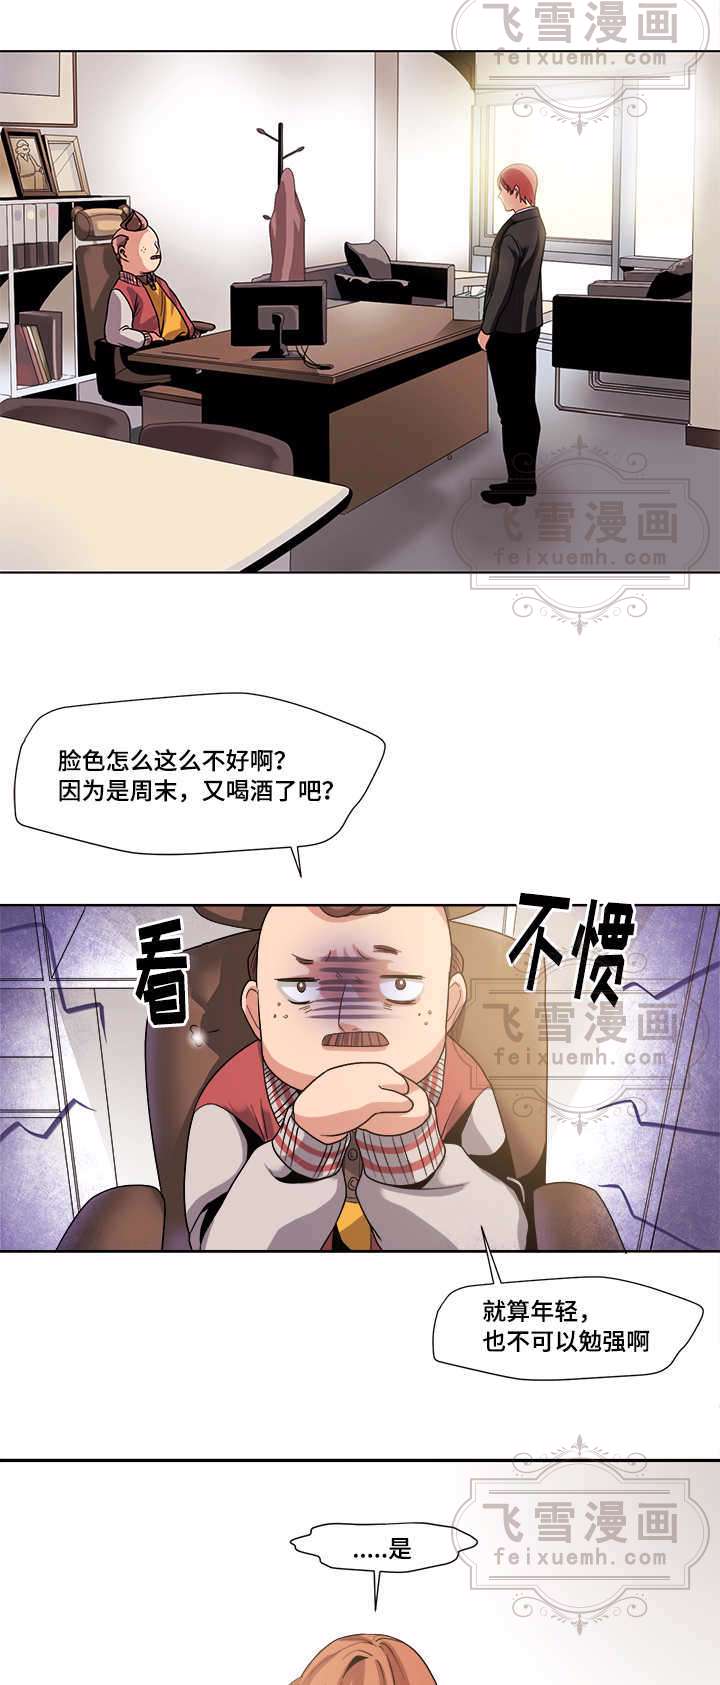 飞雪漫画
feixuemh.com
飞雪漫画
feixuemh.com
脸色怎么这么不好啊？
因为是周末，又喝酒了吧？
看不惯
飞雪漫画
feixuemh.com
就算年轻，
也不可以勉强啊
飞雪漫画
feixuemh.com
.....是